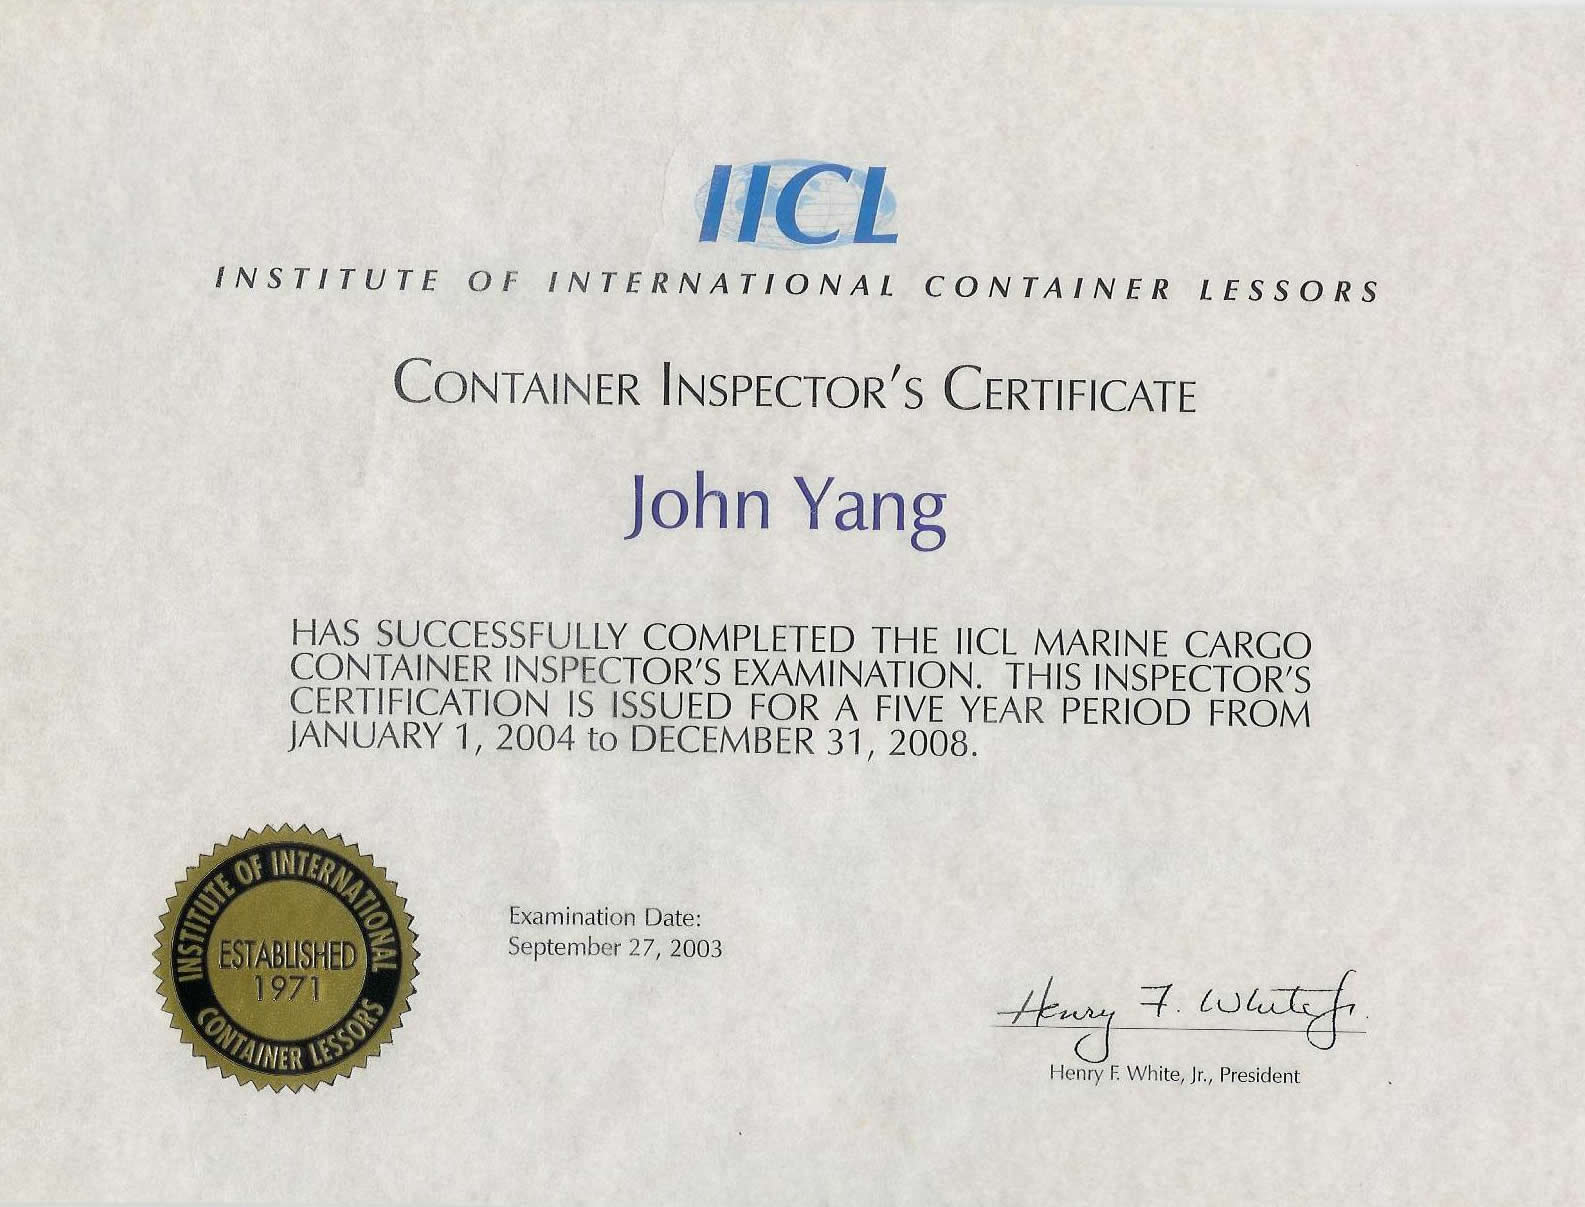 IICL
INSTITUTE OF INTERNATIONAL CONTAINER LESSORS
CONTAINER INSPECTOR'S CERTIFICATE
John Yang
HAS SUCCESSFULLY COMPLETED THE IICL MARINE CARGO
CONTAINER INSPECTOR'S EXAMINATION. THIS INSPECTOR'S
CERTIFICATION IS ISSUED FOR A FIVE YEAR PERIOD FROM
JANUARY 1, 2004 to DECEMBER 31, 2008.
INSTITUTE OF INTERNATIONAL
ESTABLISHED
1971
CONTAINER LESSORS
Examination Date:
September 27, 2003
Henry F. White Jr.
Henry F. White, Jr., President